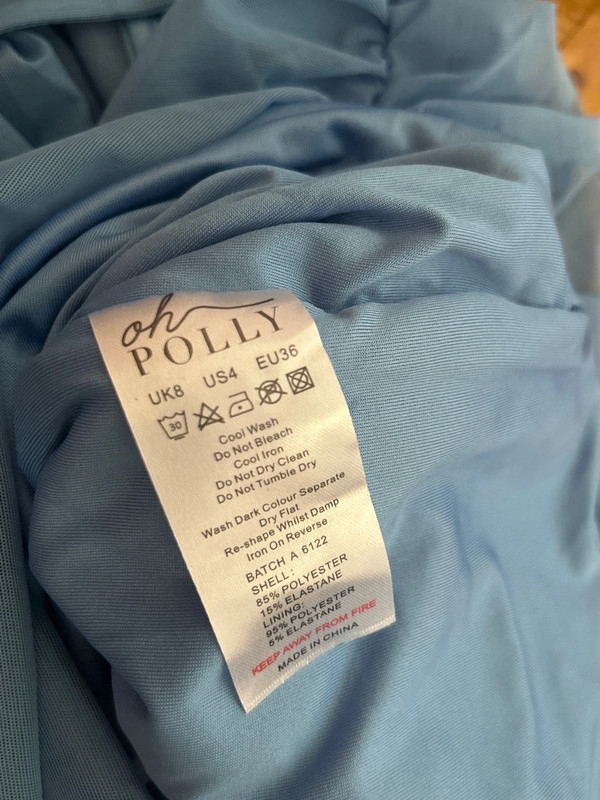 oh
POLLY
UK8 US4 EU36
30
Cool Wash
Do Not Bleach
Cool Iron
Do Not Dry Clean
Do Not Tumble Dry
Wash Dark Colour Separate
Dry Flat
Re-shape Whilst Damp
Iron On Reverse
BATCH A 6122
SHELL:
85% POLYESTER
15% ELASTANE
LINING:
95% POLYESTER
5% ELASTANE
KEEP AWAY FROM FIRE
MADE IN CHINA